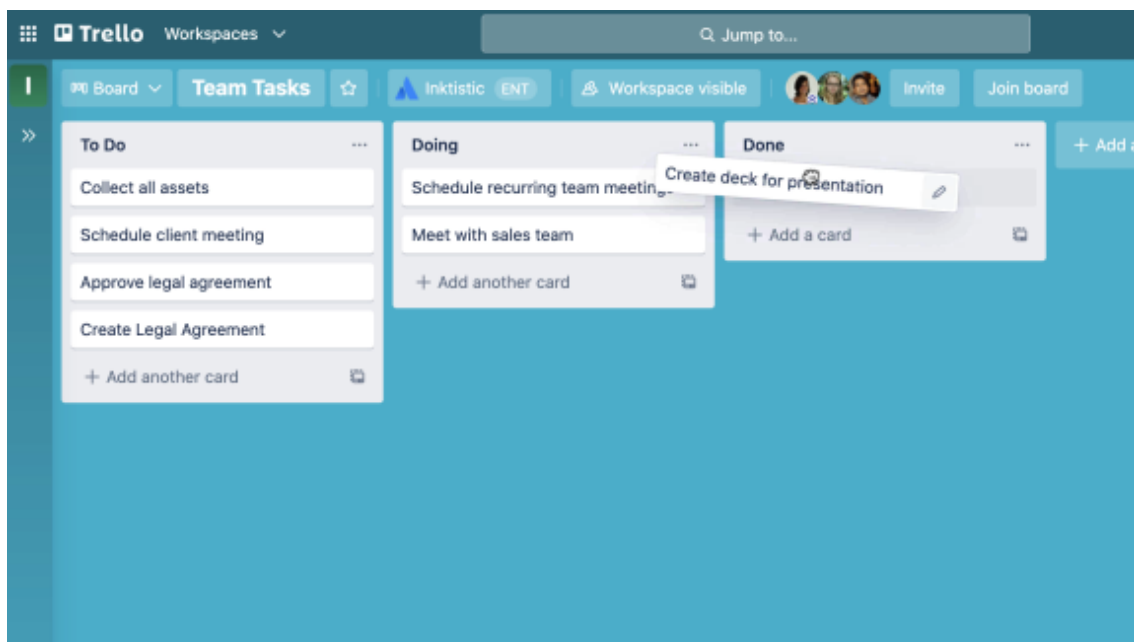 Trello Workspaces Jump to...
I Board Team Tasks Inktistic ENT Workspace visible Invite Join board
To Do
Collect all assets
Schedule client meeting
Approve legal agreement
Create Legal Agreement
+ Add another card
Doing
Schedule recurring team meetings
Meet with sales team
+ Add another card
Done
Create deck for presentation
+ Add a card
+ Add a